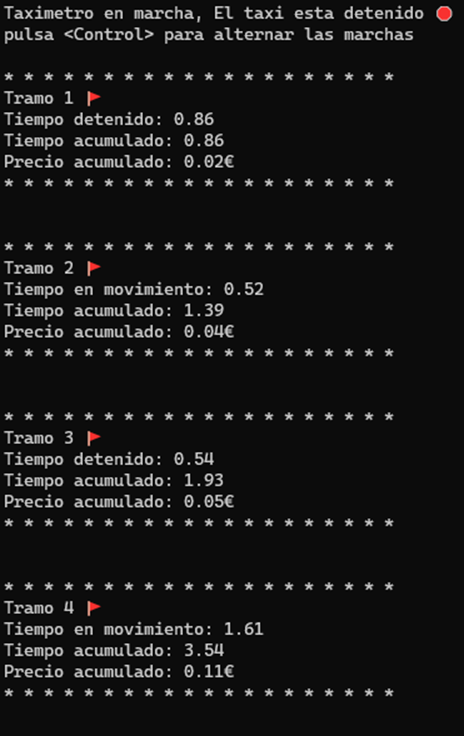 Taximetro en marcha, El taxi esta detenido 🔴
pulsa <Control> para alternar las marchas
* * * * * * * * * * * * * * * * * * * *
Tramo 1 🚩
Tiempo detenido: 0.86
Tiempo acumulado: 0.86
Precio acumulado: 0.02€
* * * * * * * * * * * * * * * * * * * *
* * * * * * * * * * * * * * * * * * * *
Tramo 2 🚩
Tiempo en movimiento: 0.52
Tiempo acumulado: 1.39
Precio acumulado: 0.04€
* * * * * * * * * * * * * * * * * * * *
* * * * * * * * * * * * * * * * * * * *
Tramo 3 🚩
Tiempo detenido: 0.54
Tiempo acumulado: 1.93
Precio acumulado: 0.05€
* * * * * * * * * * * * * * * * * * * *
* * * * * * * * * * * * * * * * * * * *
Tramo 4 🚩
Tiempo en movimiento: 1.61
Tiempo acumulado: 3.54
Precio acumulado: 0.11€
* * * * * * * * * * * * * * * * * * * *